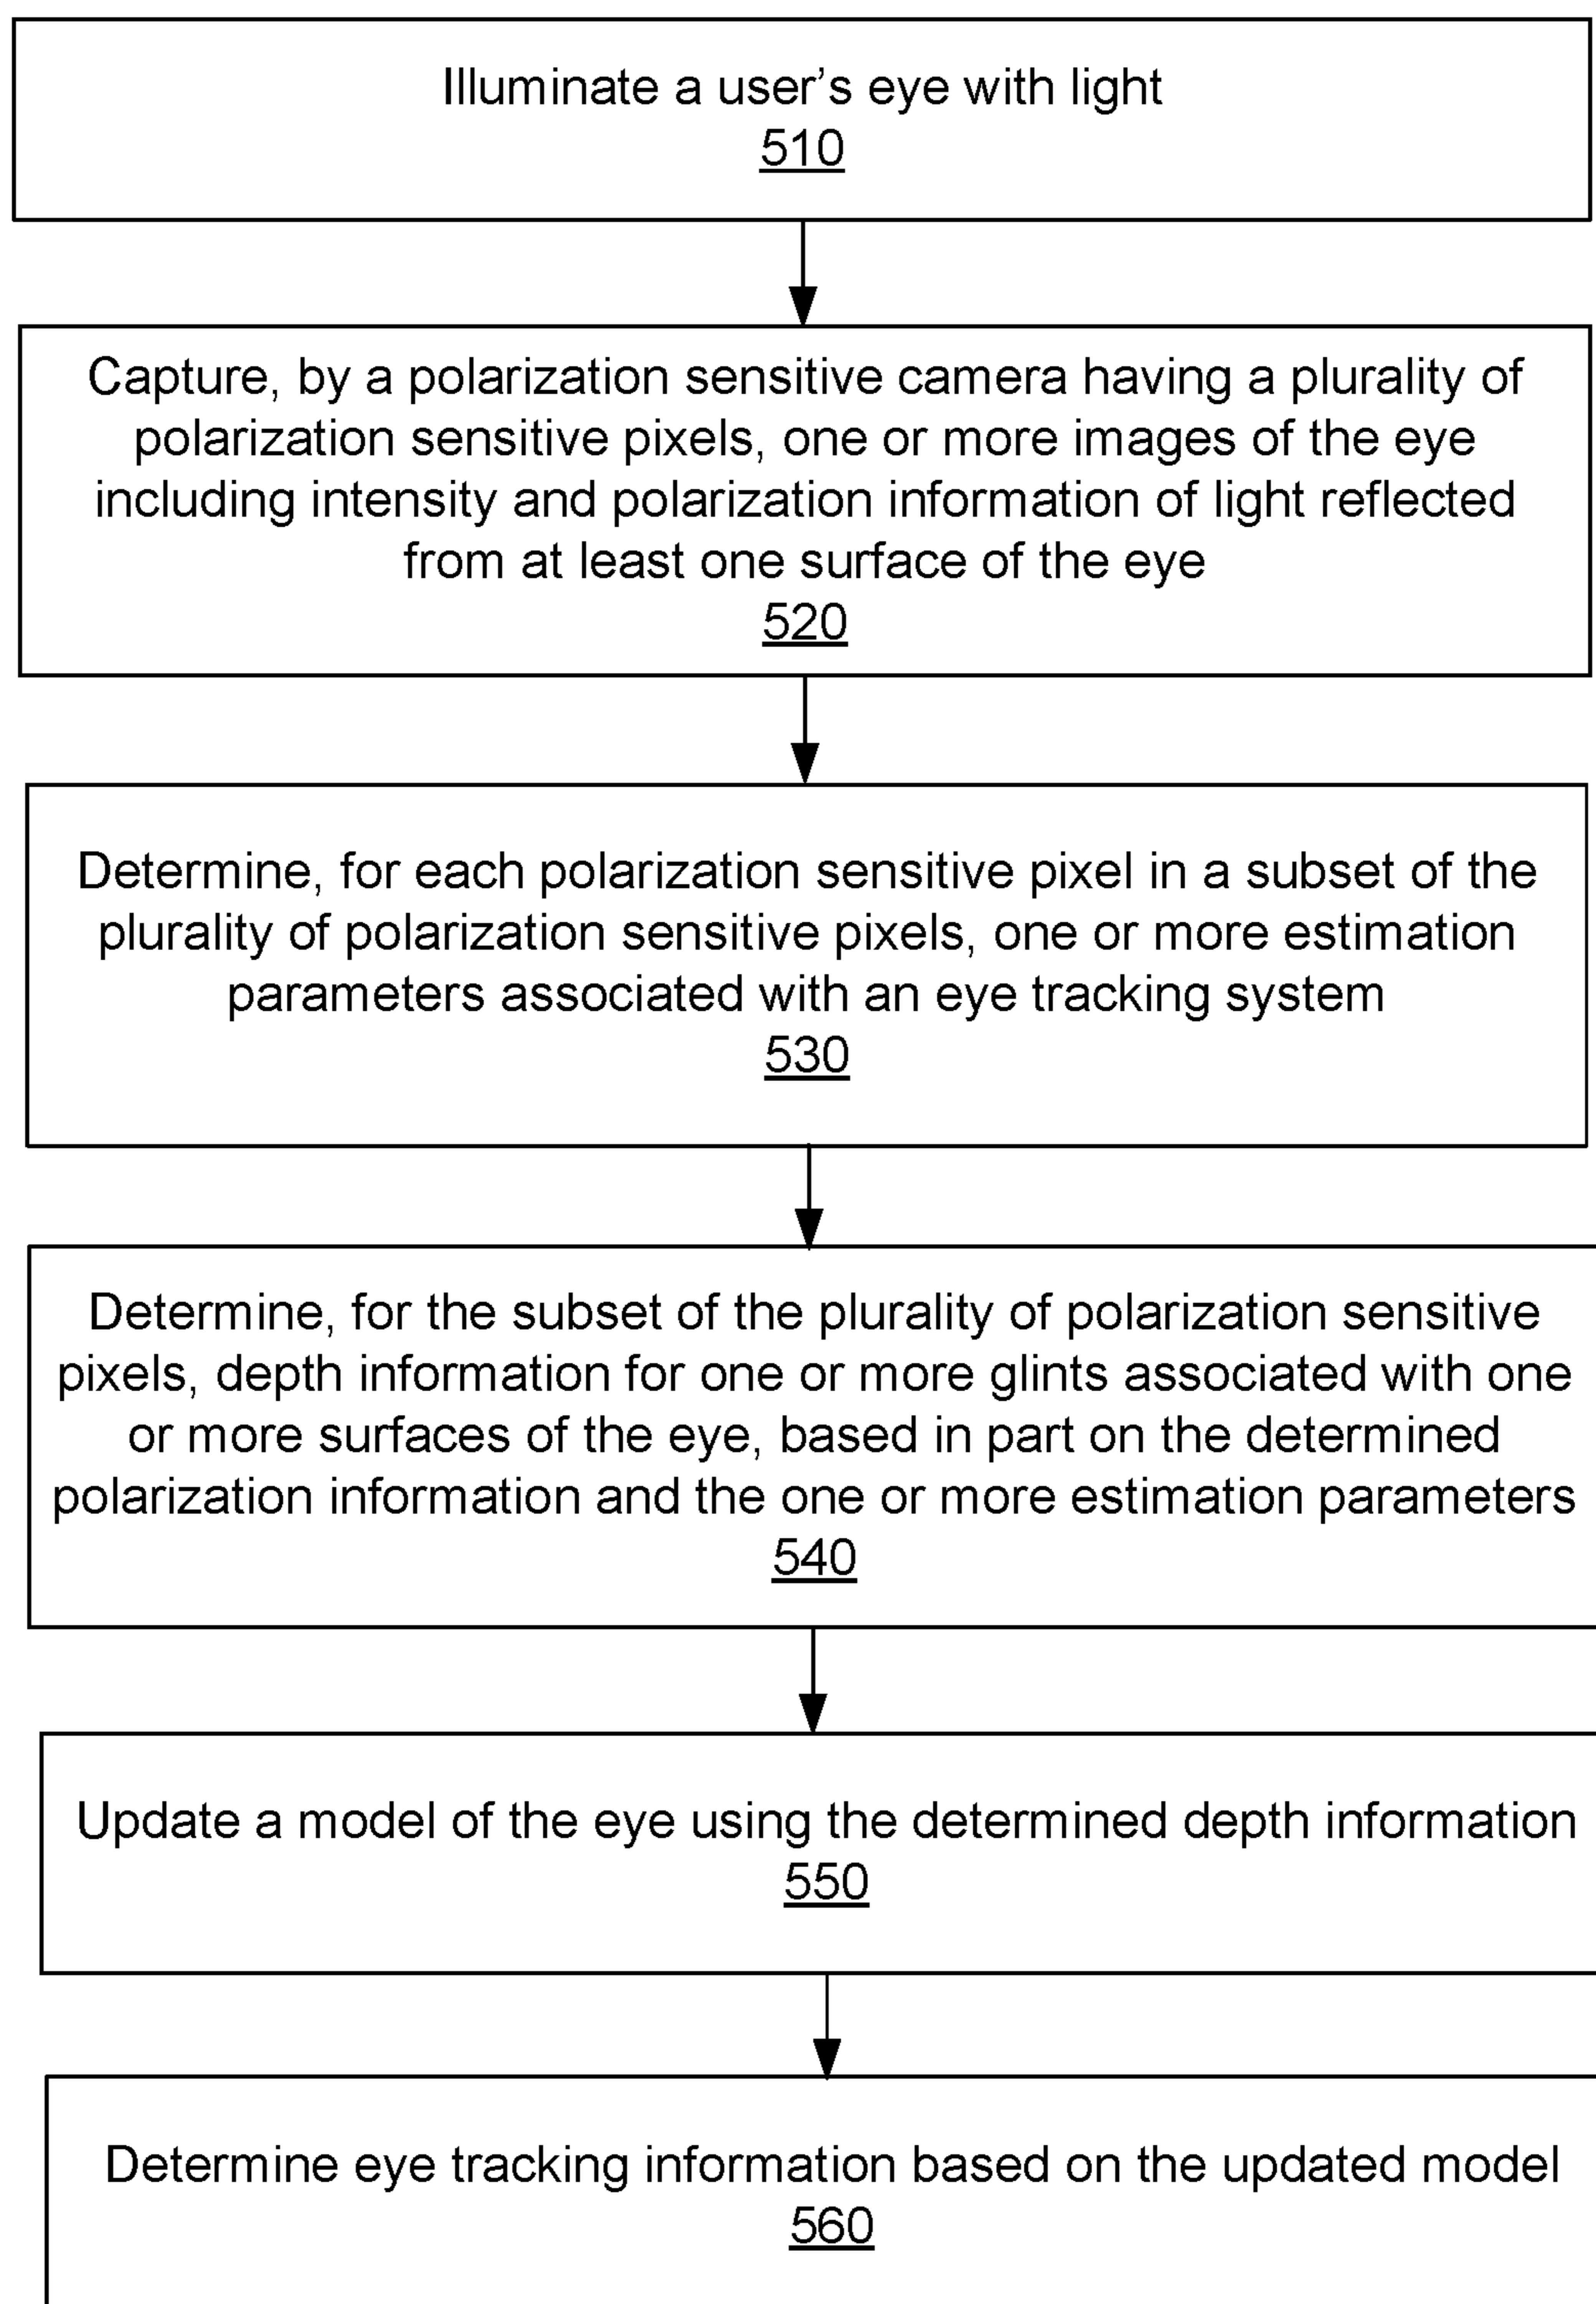 Illuminate a user’s eye with light
510
Capture, by a polarization sensitive camera having a plurality of
polarization sensitive pixels, one or more images of the eye
including intensity and polarization information of light reflected
from at least one surface of the eye
520
Determine, for each polarization sensitive pixel in a subset of the
plurality of polarization sensitive pixels, one or more estimation
parameters associated with an eye tracking system
530
Determine, for the subset of the plurality of polarization sensitive
pixels, depth information for one or more glints associated with one
or more surfaces of the eye, based in part on the determined
polarization information and the one or more estimation parameters
540
Update a model of the eye using the determined depth information
550
Determine eye tracking information based on the updated model
560